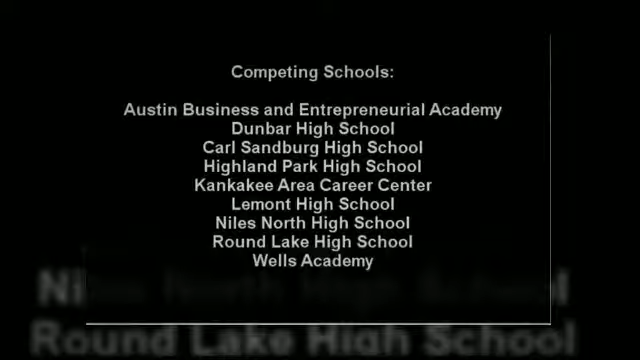 Competing Schools:
Austin Business and Entrepreneurial Academy
Dunbar High School
Carl Sandburg High School
Highland Park High School
Kankakee Area Career Center
Lemont High School
Niles North High School
Round Lake High School
Wells Academy
Niles North High School
Round Lake High School